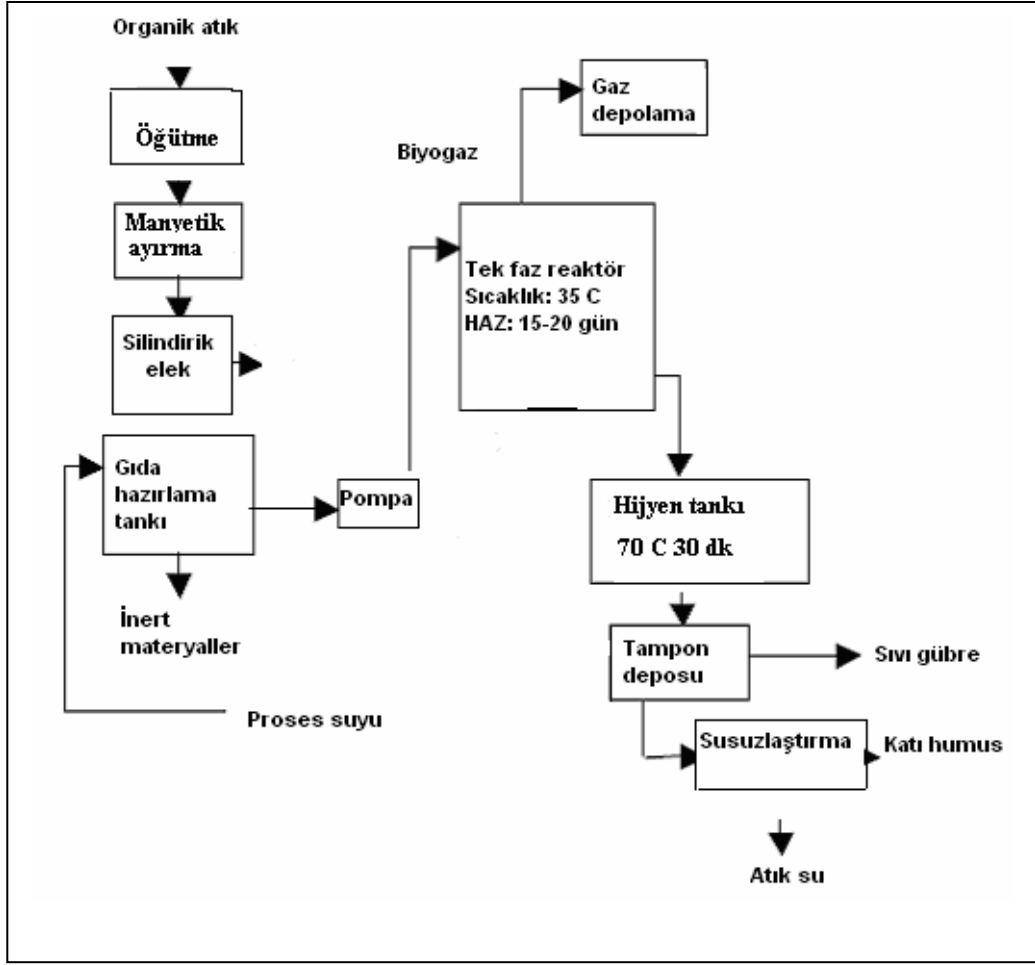 Organik atık
Öğütme
Manyetik
ayırma
Silindirik
elek
Gıda
hazırlama
tankı
İnert
materyaller
Proses suyu
Pompa
Biyogaz
Gaz
depolama
Tek faz reaktör
Sıcaklık: 35 C
HAZ: 15-20 gün
Hijyen tankı
70 C 30 dk
Tampon
deposu
Sıvı gübre
Susuzlaştırma
Katı humus
Atık su